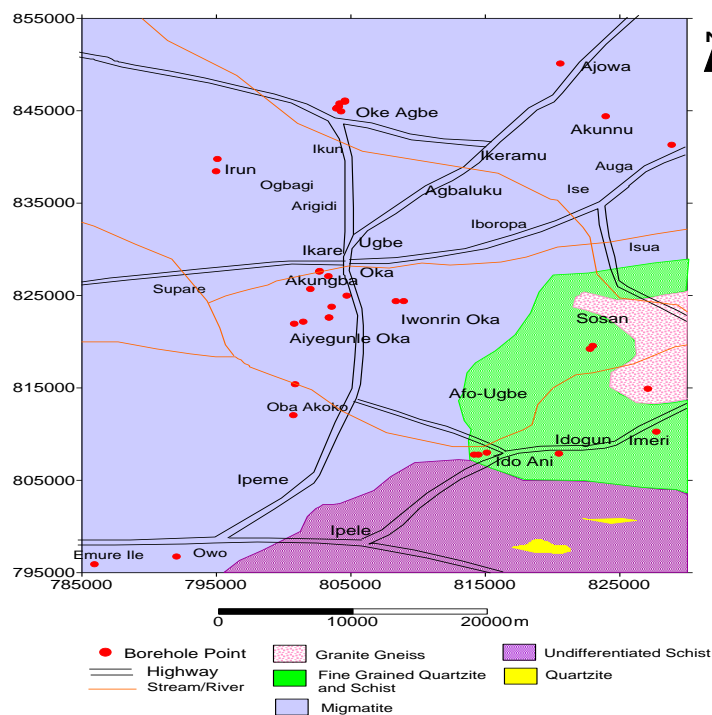 855000
N
Ajowa
845000
Oke Agbe
Akunnu
Ikun
Ikeramu
Irun
Auga
Ogbagi
Agbaluku
Ise
835000
Arigidi
Iboropa
Ikare
Ugbe
Isua
Oka
Akungba
Supare
825000
Iwonrin Oka
Sosan
Aiyegunle Oka
815000
Afo-Ugbe
Oba Akoko
Idogun
Imeri
Ido Ani
805000
Ipeme
Ipele
Emure Ile
Owo
795000
785000 795000 805000 815000 825000
0 10000 20000m
Borehole Point
Highway
Stream/River
Granite Gneiss
Fine Grained Quartzite
and Schist
Migmatite
Undifferentiated Schist
Quartzite